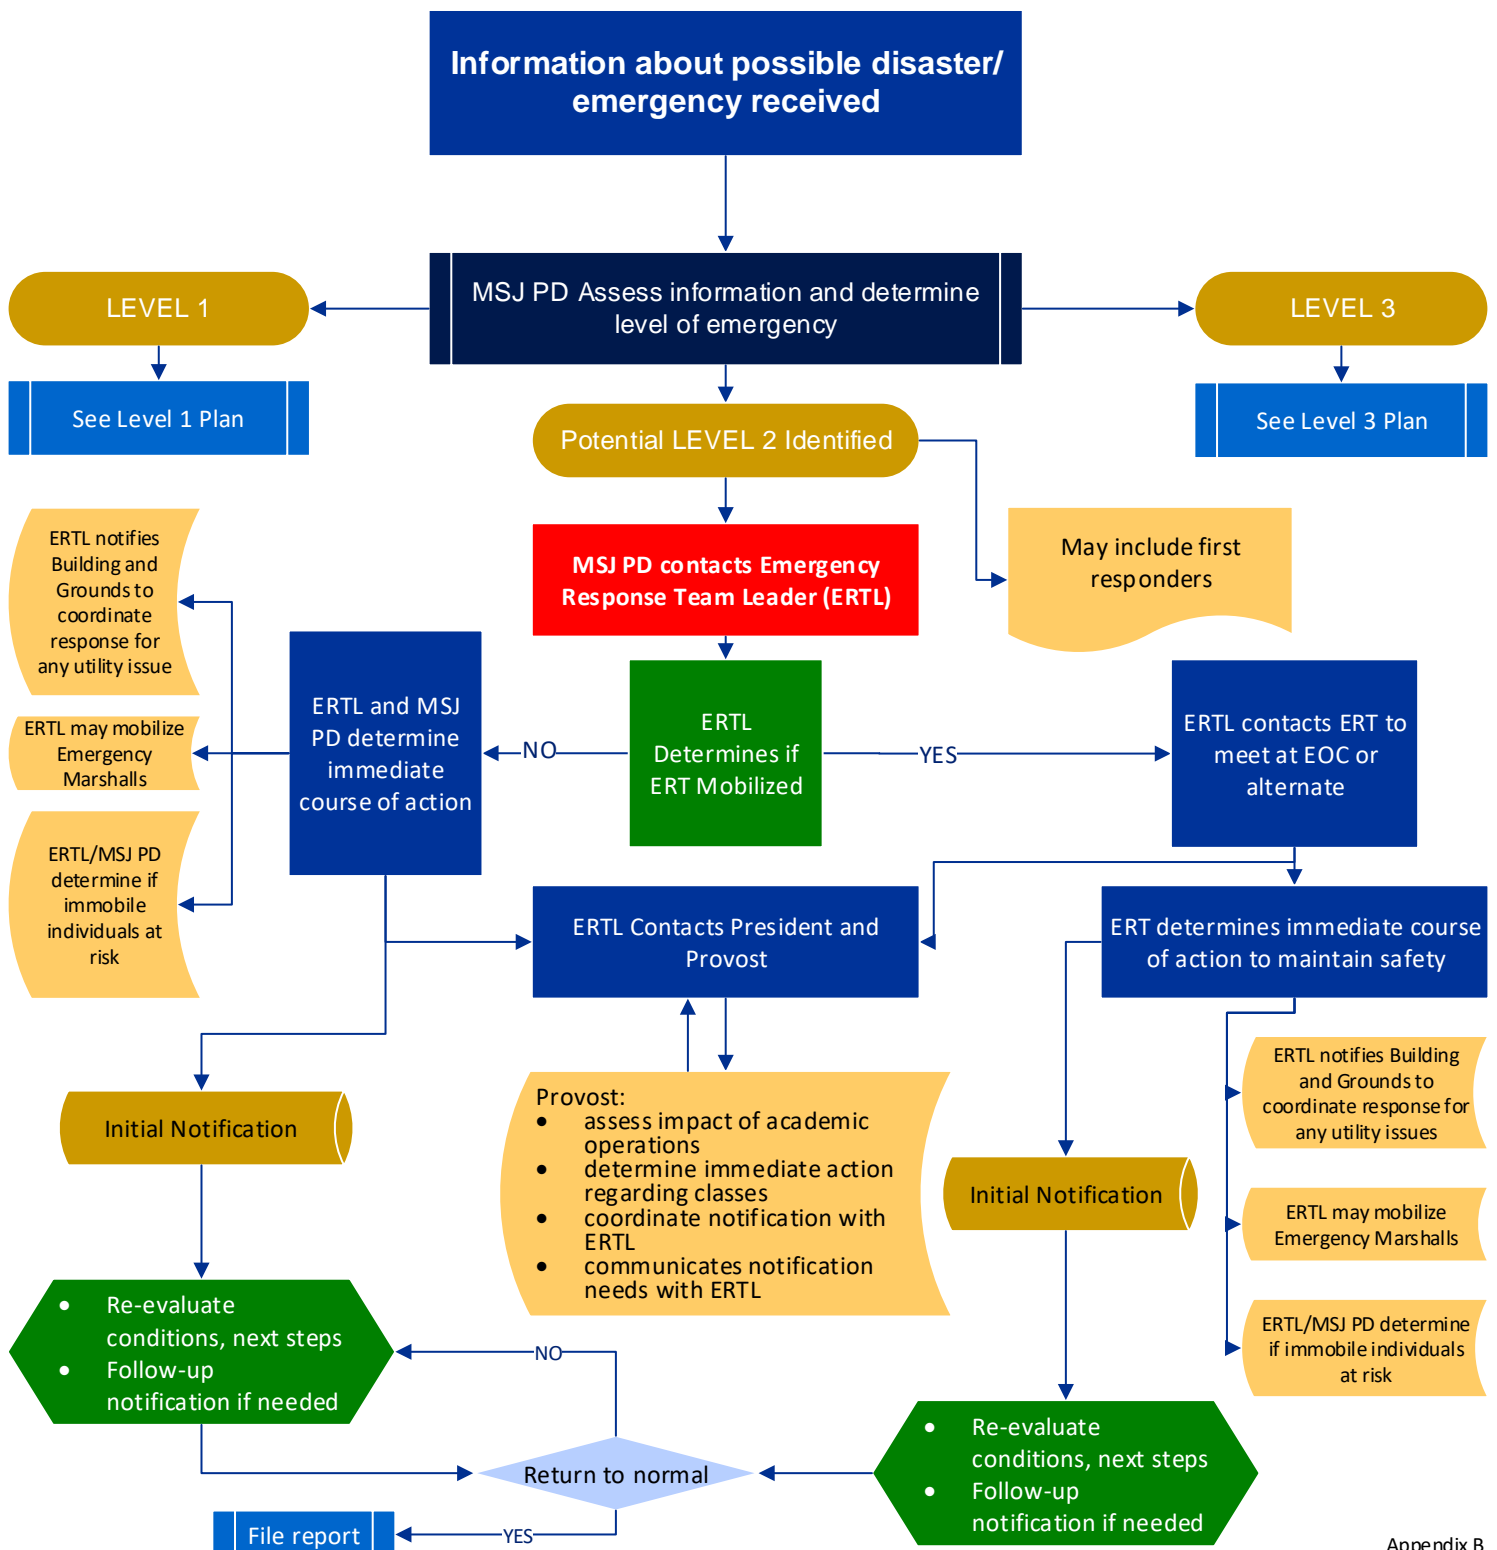 Information about possible disaster/
emergency received
MSJ PD Assess information and determine
level of emergency
LEVEL 1
LEVEL 3
See Level 1 Plan
See Level 3 Plan
Potential LEVEL 2 Identified
MSJ PD contacts Emergency
Response Team Leader (ERTL)
May include first
responders
ERTL notifies
Building and
Grounds to
coordinate
response for
any utility issue
ERTL may mobilize
Emergency
Marshalls
ERTL/MSJ PD
determine if
immobile
individuals at
risk
ERTL and MSJ
PD determine
immediate
course of action
NO
ERTL
Determines if
ERT Mobilized
YES
ERTL contacts ERT to
meet at EOC or
alternate
ERTL Contacts President and
Provost
ERT determines immediate course
of action to maintain safety
Initial Notification
Provost:
• assess impact of academic
operations
• determine immediate action
regarding classes
• coordinate notification with
ERTL
• communicates notification
needs with ERTL
Initial Notification
ERTL notifies Building
and Grounds to
coordinate response for
any utility issues
ERTL may mobilize
Emergency Marshalls
ERTL/MSJ PD determine
if immobile individuals
at risk
• Re-evaluate
conditions, next steps
• Follow-up
notification if needed
NO
Return to normal
• Re-evaluate
conditions, next steps
• Follow-up
notification if needed
YES
File report
Appendix B